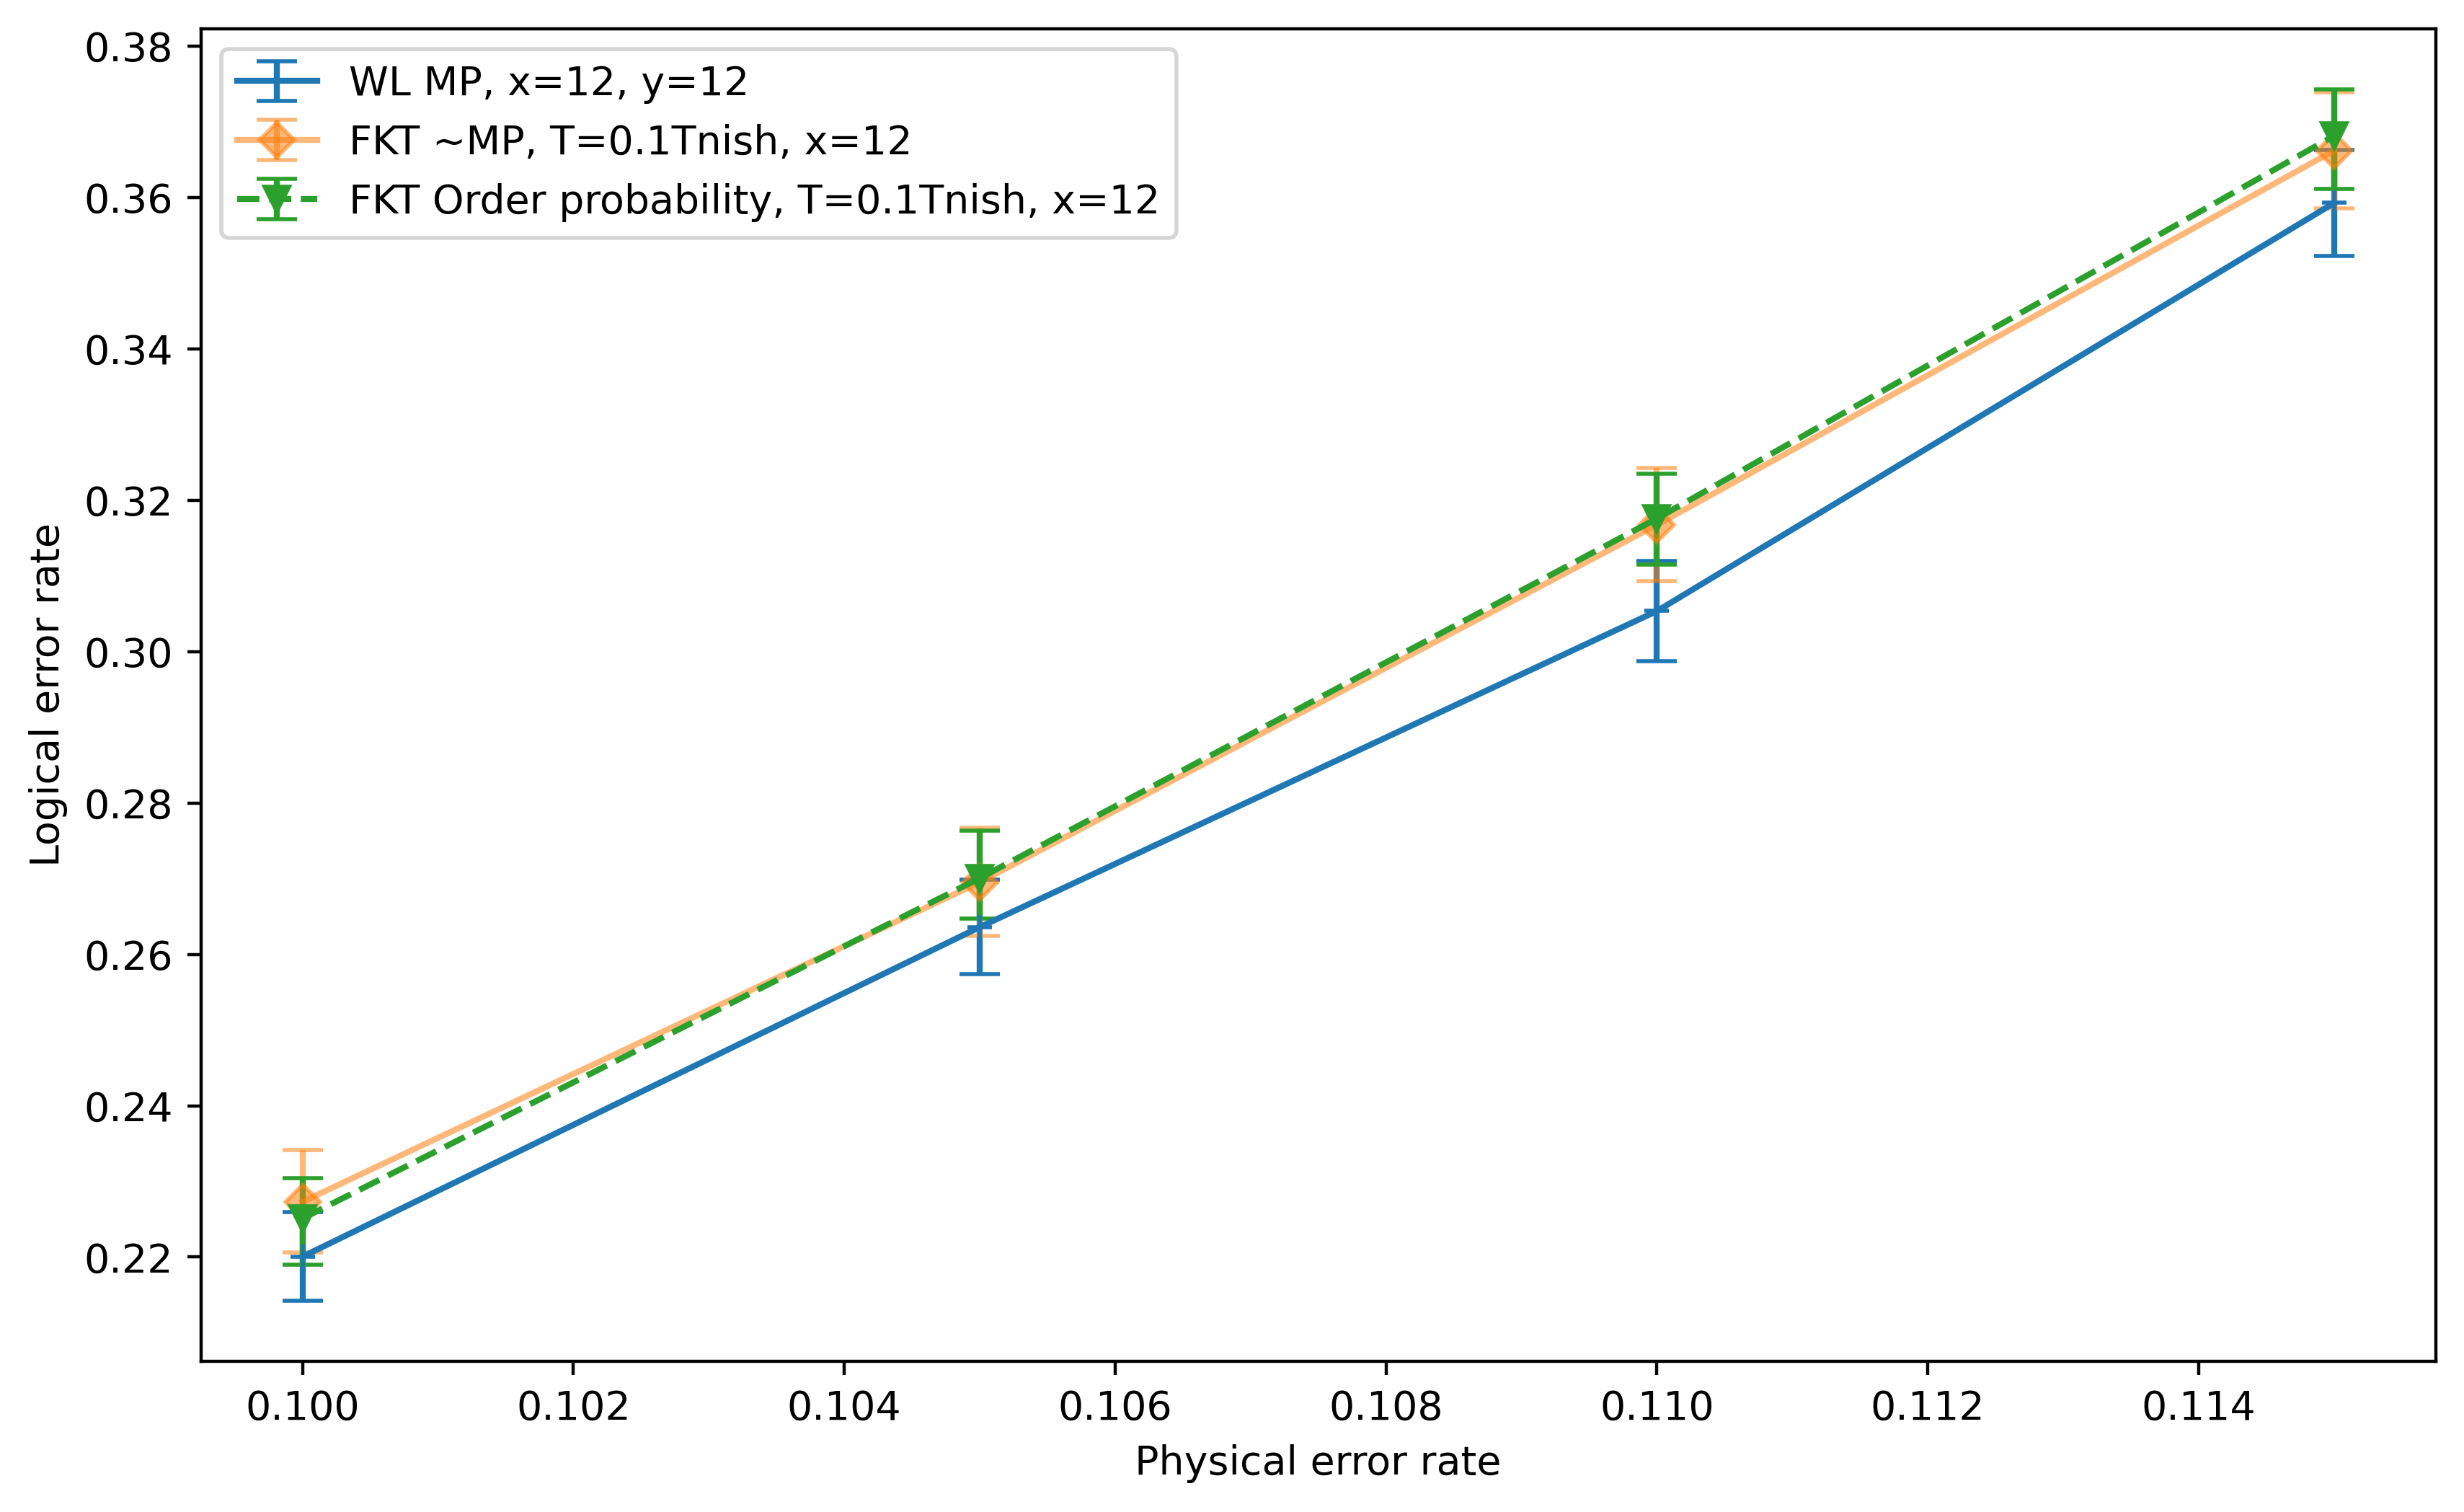 0.38
0.36
0.34
0.32
0.30
0.28
0.26
0.24
0.22
Logical error rate
WL MP, x=12, y=12
FKT ~MP, T=0.1Tnish, x=12
FKT Order probability, T=0.1Tnish, x=12
0.100 0.102 0.104 0.106 0.108 0.110 0.112 0.114
Physical error rate